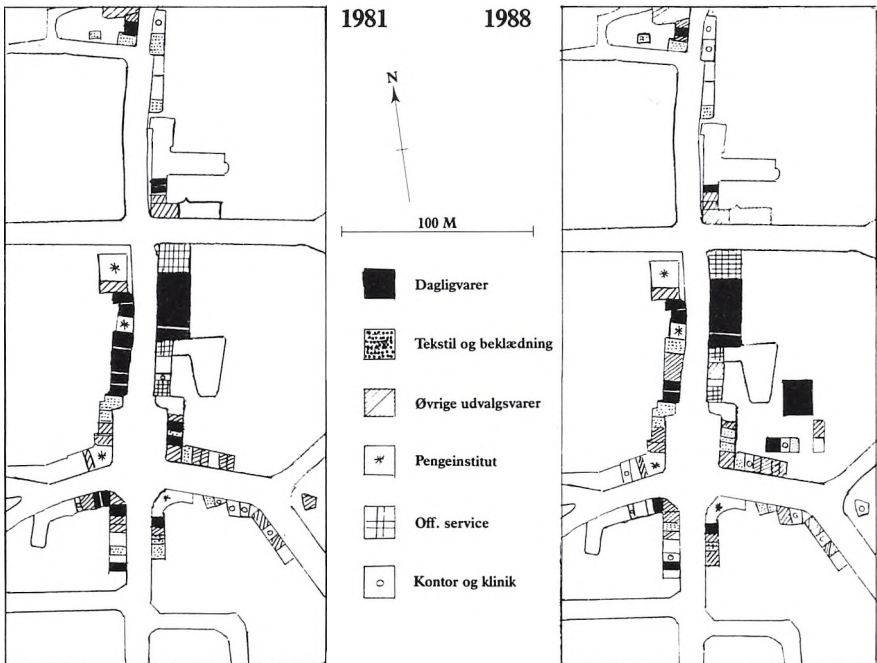 1981
1988
N
100 M
Dagligvarer
Tekstil og beklædning
Øvrige udvalgsvarer
Pengeinstitut
Off. service
Kontor og klinik